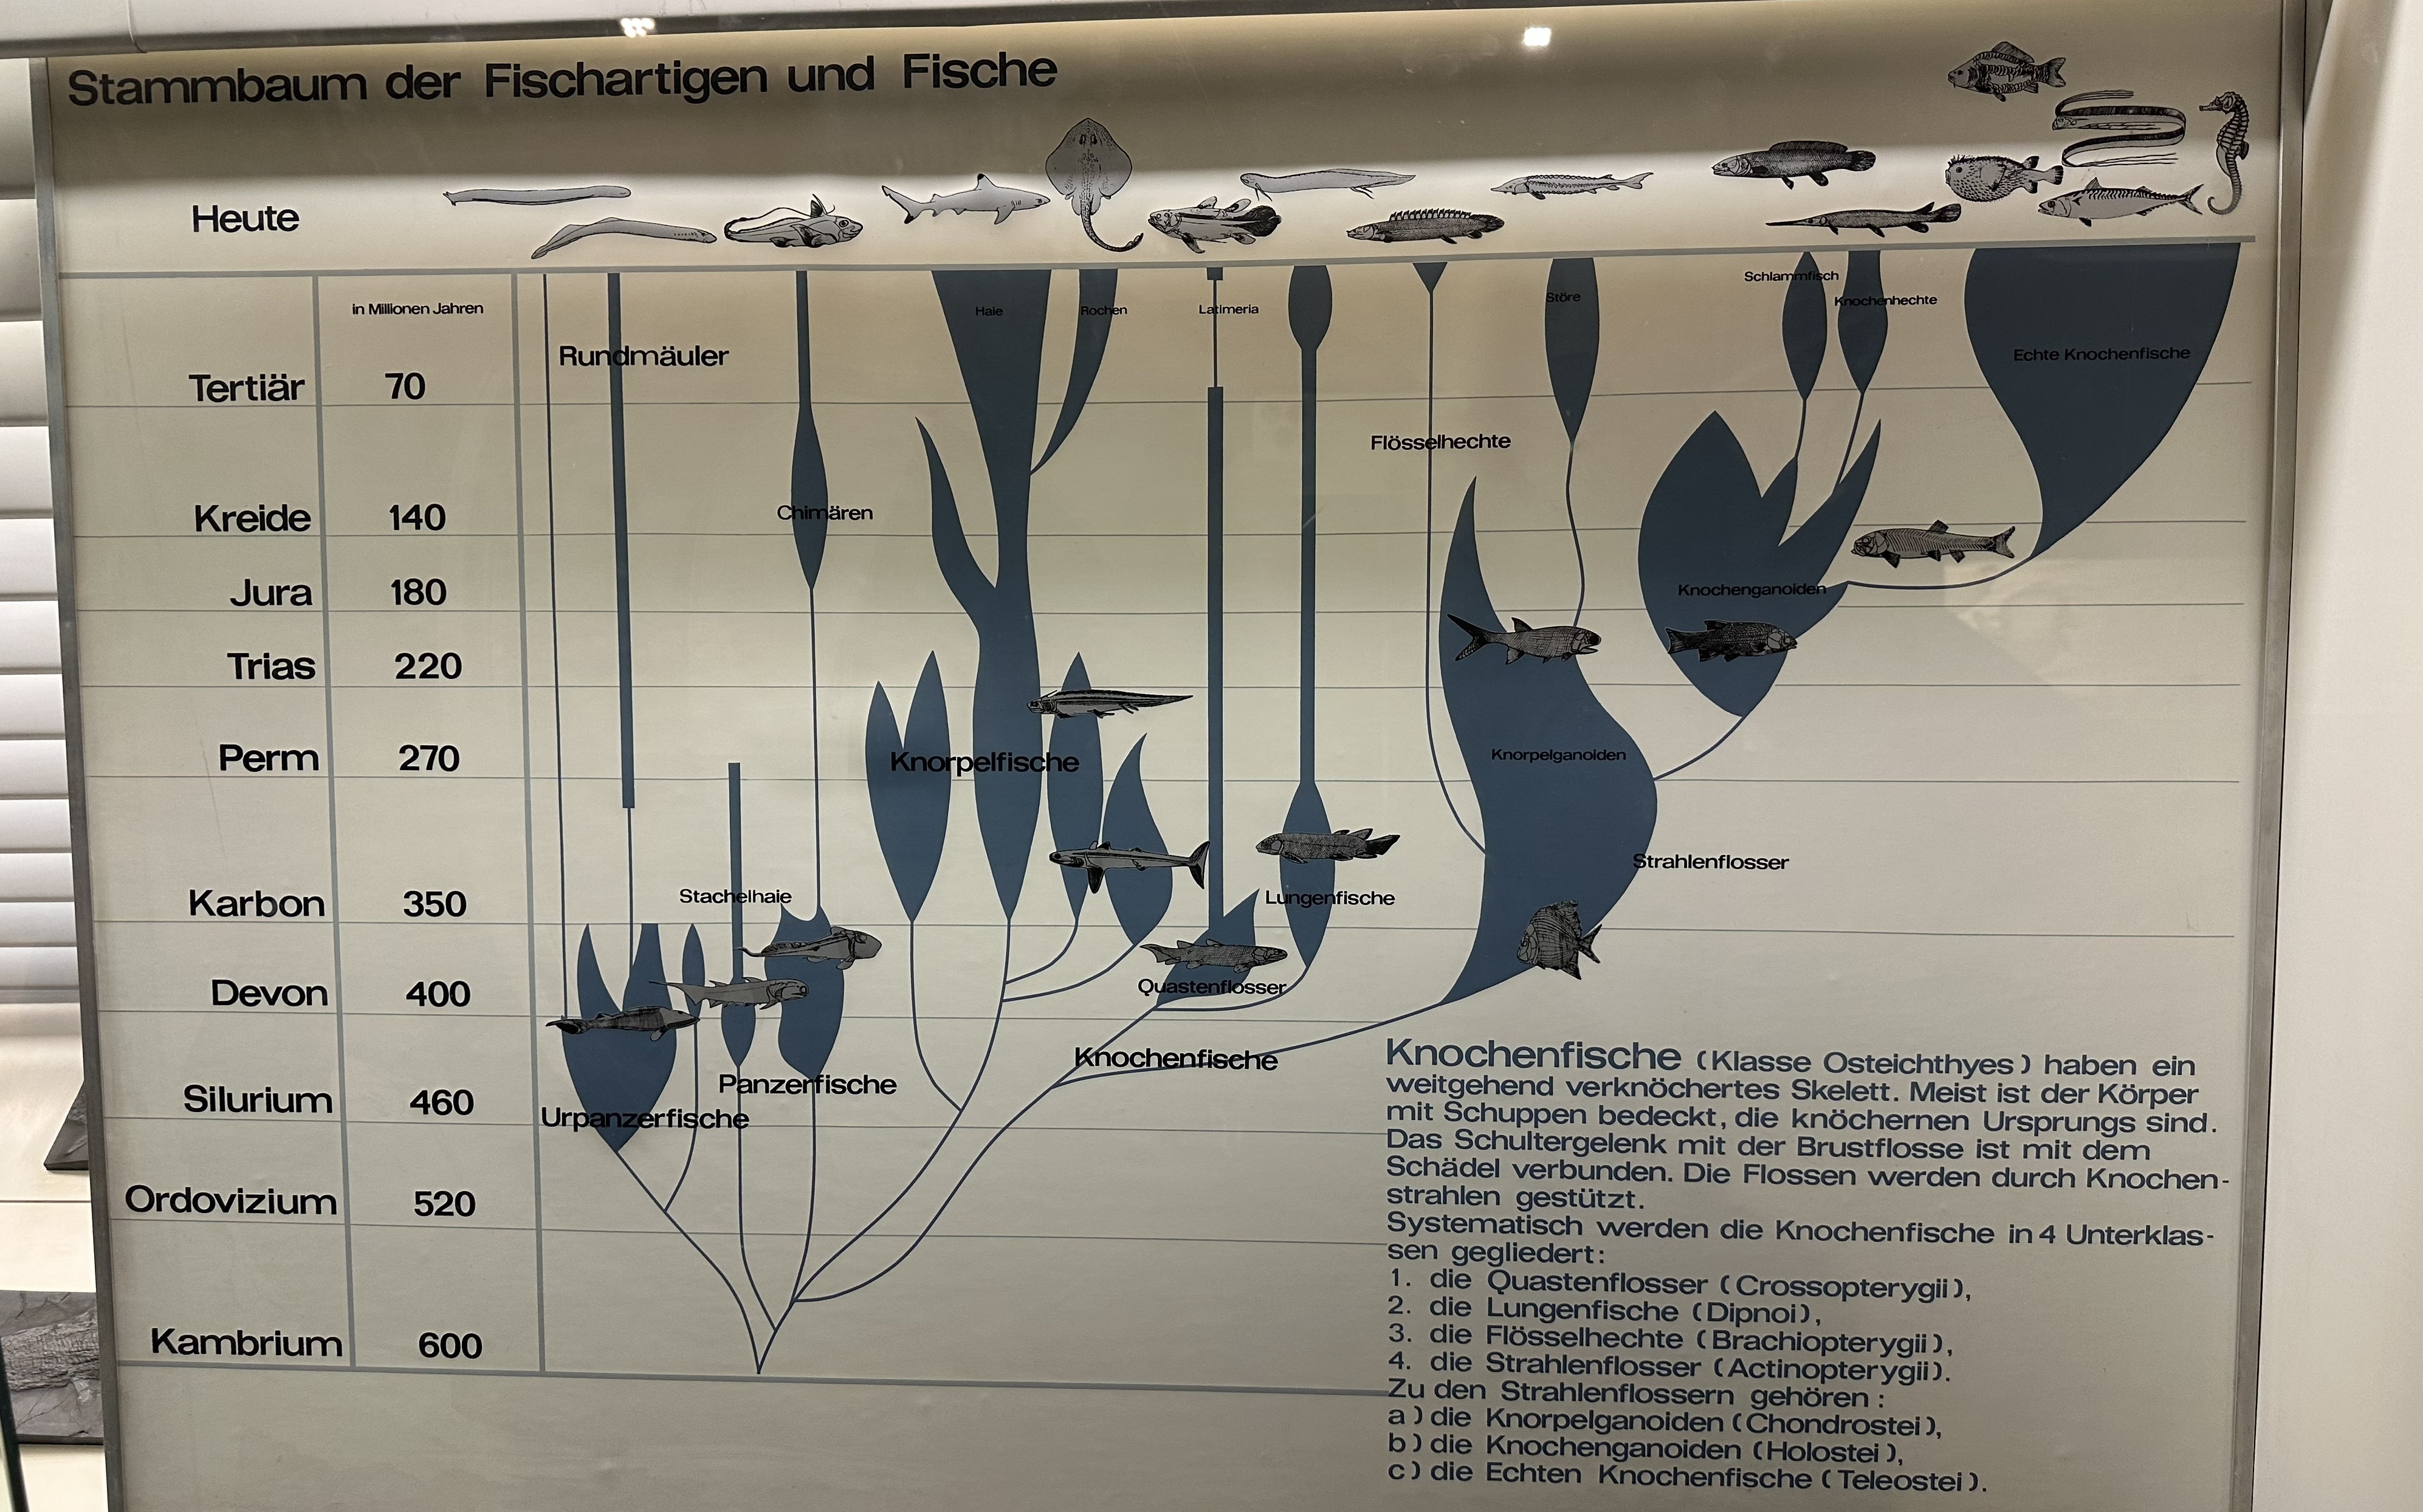 Stammbaum der Fischartigen und Fische
Heute
in Millionen Jahren
Tertiär 70
Kreide 140
Jura 180
Trias 220
Perm 270
Karbon 350
Devon 400
Silurium 460
Ordovizium 520
Kambrium 600
Rundmäuler
Haie
Rochen
Latimeria
Störe
Schlammfisch
Knochenhechte
Echte Knochenfische
Flösselhechte
Chimären
Knochenganoiden
Knorpelfische
Knorpelganoiden
Strahlenflosser
Stachelhaie
Lungenfische
Quastenflosser
Knochenfische
Panzerfische
Urpanzerfische
Knochenfische (Klasse Osteichthyes) haben ein
weitgehend verknöchertes Skelett. Meist ist der Körper
mit Schuppen bedeckt, die knöchernen Ursprungs sind.
Das Schultergelenk mit der Brustflosse ist mit dem
Schädel verbunden. Die Flossen werden durch Knochen-
strahlen gestützt.
Systematisch werden die Knochenfische in 4 Unterklas-
sen gegliedert:
1. die Quastenflosser (Crossopterygii),
2. die Lungenfische (Dipnoi),
3. die Flösselhechte (Brachiopterygii),
4. die Strahlenflosser (Actinopterygii).
Zu den Strahlenflossern gehören:
a) die Knorpelganoiden (Chondrostei),
b) die Knochenganoiden (Holostei),
c) die Echten Knochenfische (Teleostei).